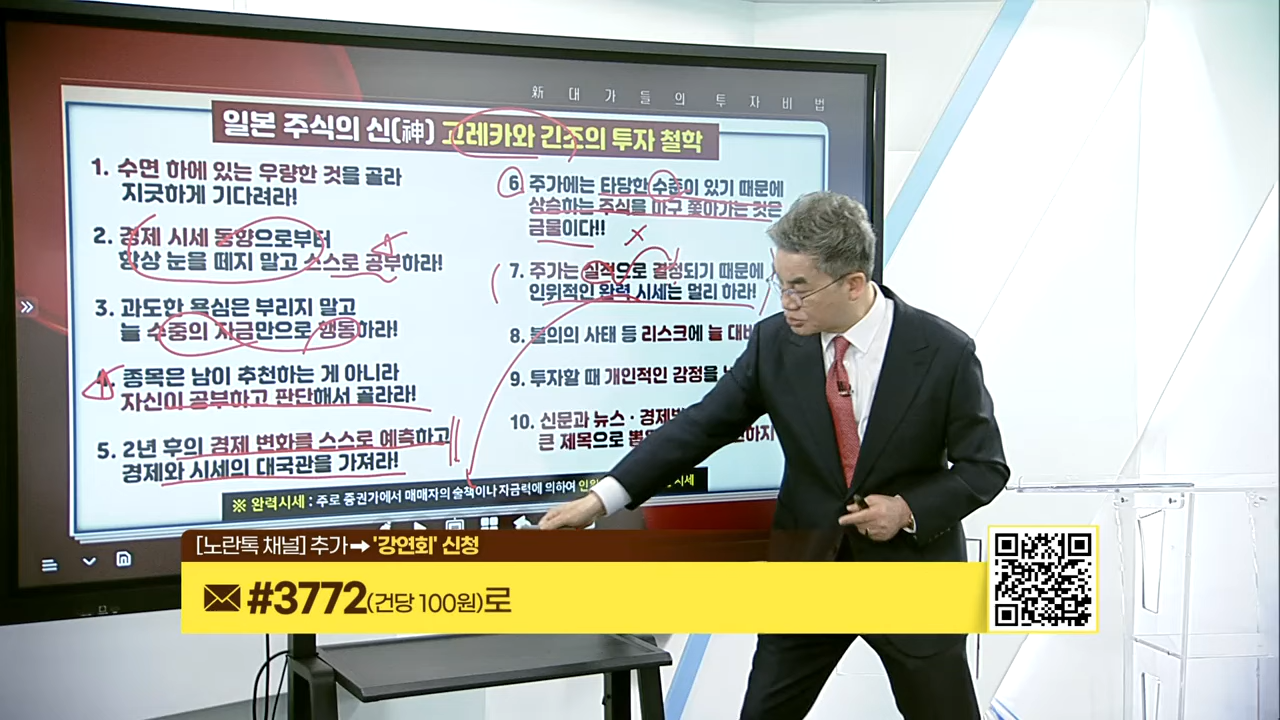 新 대 가 들 의 투 자 비 법
일본 주식의 신(神) 고레카와 긴조의 투자 철학
1. 수면 하에 있는 우량한 것을 골라
지긋하게 기다려라!
2. 경제 시세 동향으로부터
항상 눈을 떼지 말고 스스로 공부하라!
3. 과도한 욕심은 부리지 말고
늘 수중의 자금만으로 행동하라!
종목은 남이 추천하는 게 아니라
자신이 공부하고 판단해서 골라라!
5. 2년 후의 경제 변화를 스스로 예측하고
경제와 시세의 대국관을 가져라!
6. 주가에는 타당한 수준이 있기 때문에
상승하는 주식을 마구 쫓아가는 것은
금물이다!!
7. 주가는 실적으로 결정되기 때문에
인위적인 완력 시세는 멀리 하라!
8. 불의의 사태 등 리스크에 늘
9. 투자할 때 개인적인 감정을
10. 신문과 뉴스 ·
큰 제목으로
※ 완력시세 : 주로 증권가에서 매매자의 술책이나 자금력에 의하여 시세
[노란톡 채널] 추가➡'강연회' 신청
#3772(건당 100원)로